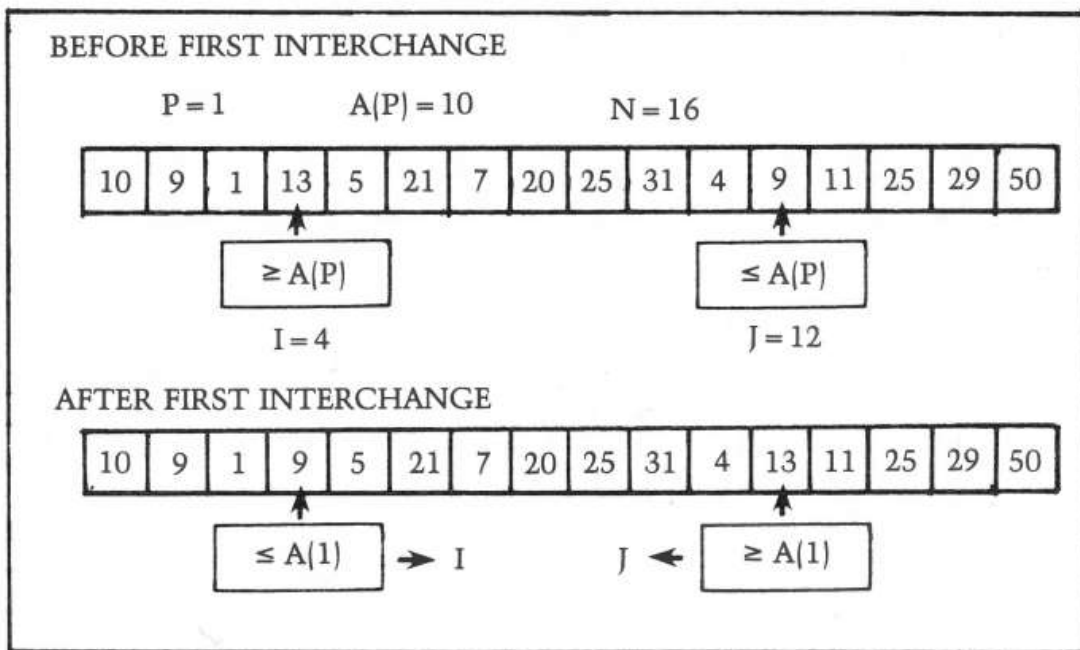 BEFORE FIRST INTERCHANGE
P = 1 A(P) = 10 N = 16
10 9 1 13 5 21 7 20 25 31 4 9 11 25 29 50
≥ A(P) ≤ A(P)
I = 4 J = 12
AFTER FIRST INTERCHANGE
10 9 1 9 5 21 7 20 25 31 4 13 11 25 29 50
≤ A(1) → I J ← ≥ A(1)